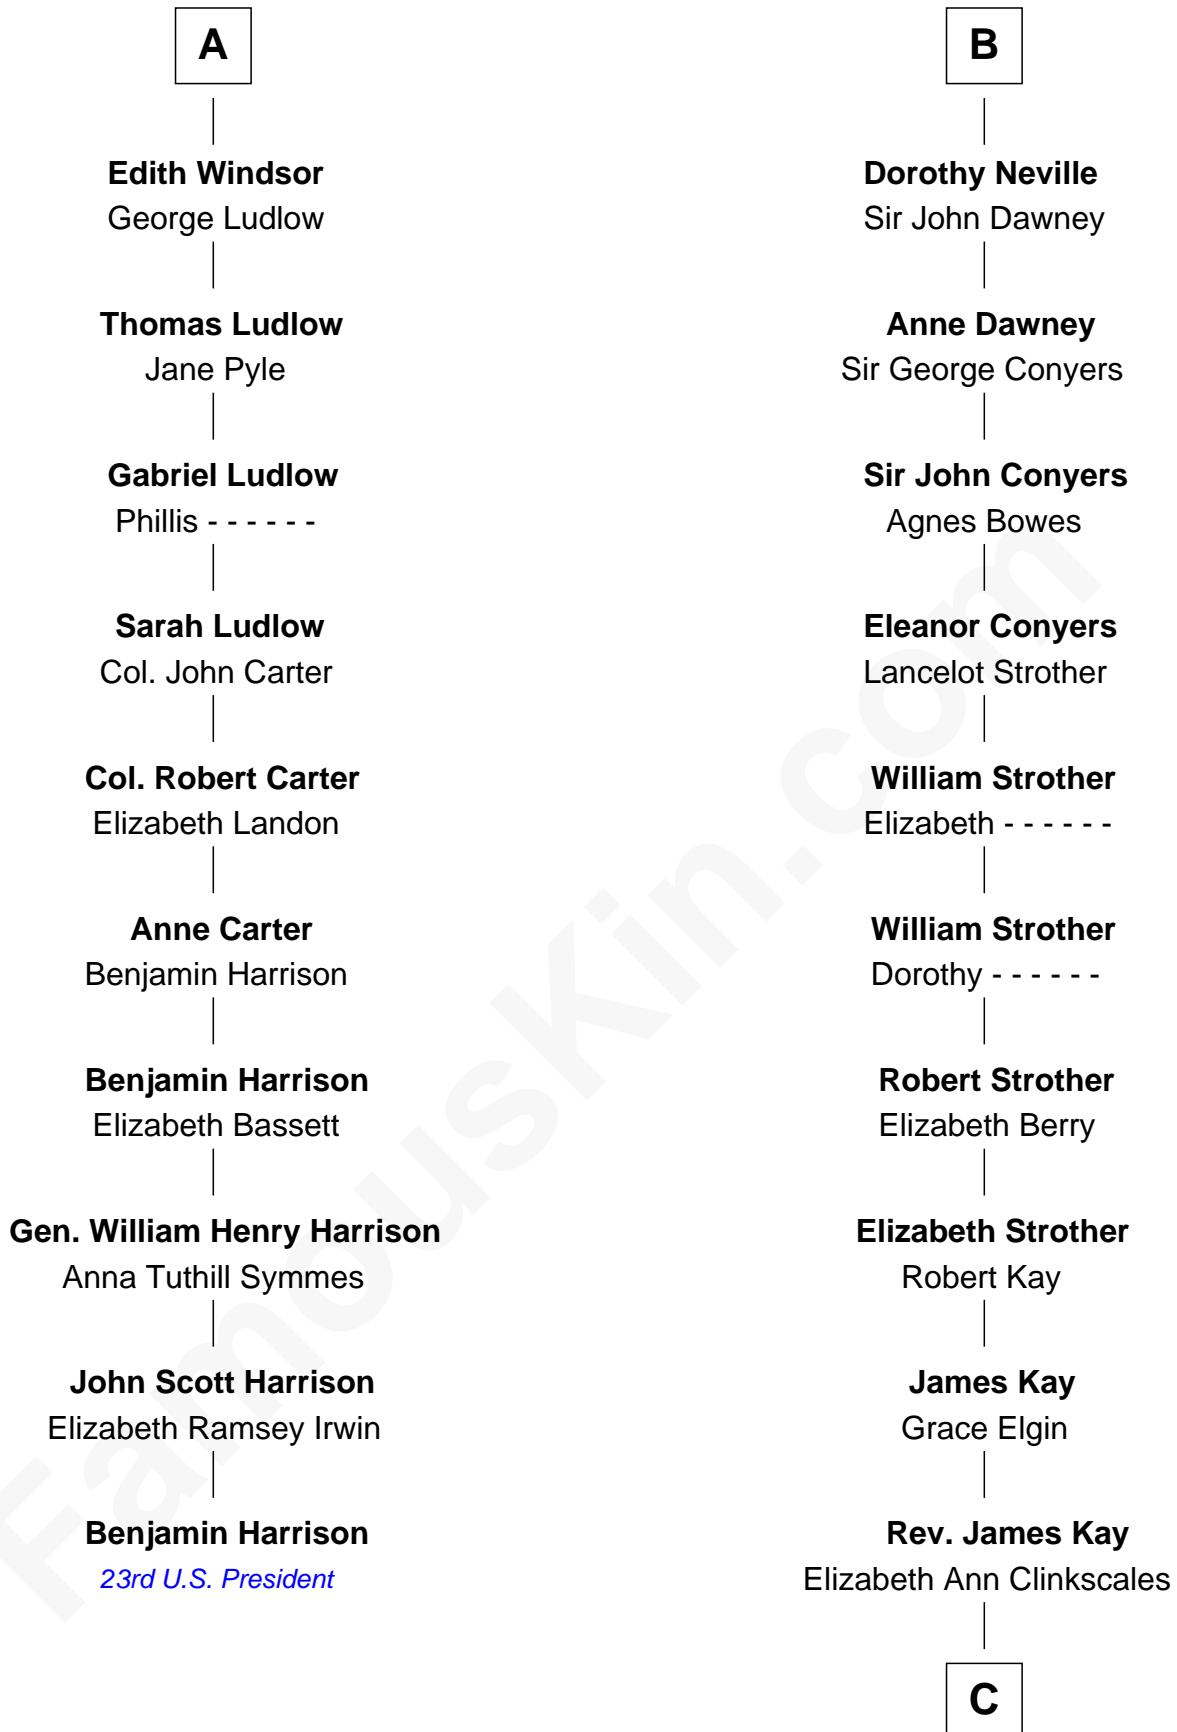 A
Edith Windsor
George Ludlow
Thomas Ludlow
Jane Pyle
Gabriel Ludlow
Phillis - - - - - -
Sarah Ludlow
Col. John Carter
Col. Robert Carter
Elizabeth Landon
Anne Carter
Benjamin Harrison
Benjamin Harrison
Elizabeth Bassett
Gen. William Henry Harrison
Anna Tuthill Symmes
John Scott Harrison
Elizabeth Ramsey Irwin
Benjamin Harrison
23rd U.S. President
B
Dorothy Neville
Sir John Dawney
Anne Dawney
Sir George Conyers
Sir John Conyers
Agnes Bowes
Eleanor Conyers
Lancelot Strother
William Strother
Elizabeth - - - - - -
William Strother
Dorothy - - - - - -
Robert Strother
Elizabeth Berry
Elizabeth Strother
Robert Kay
James Kay
Grace Elgin
Rev. James Kay
Elizabeth Ann Clinkscales
C
FamousKin.com